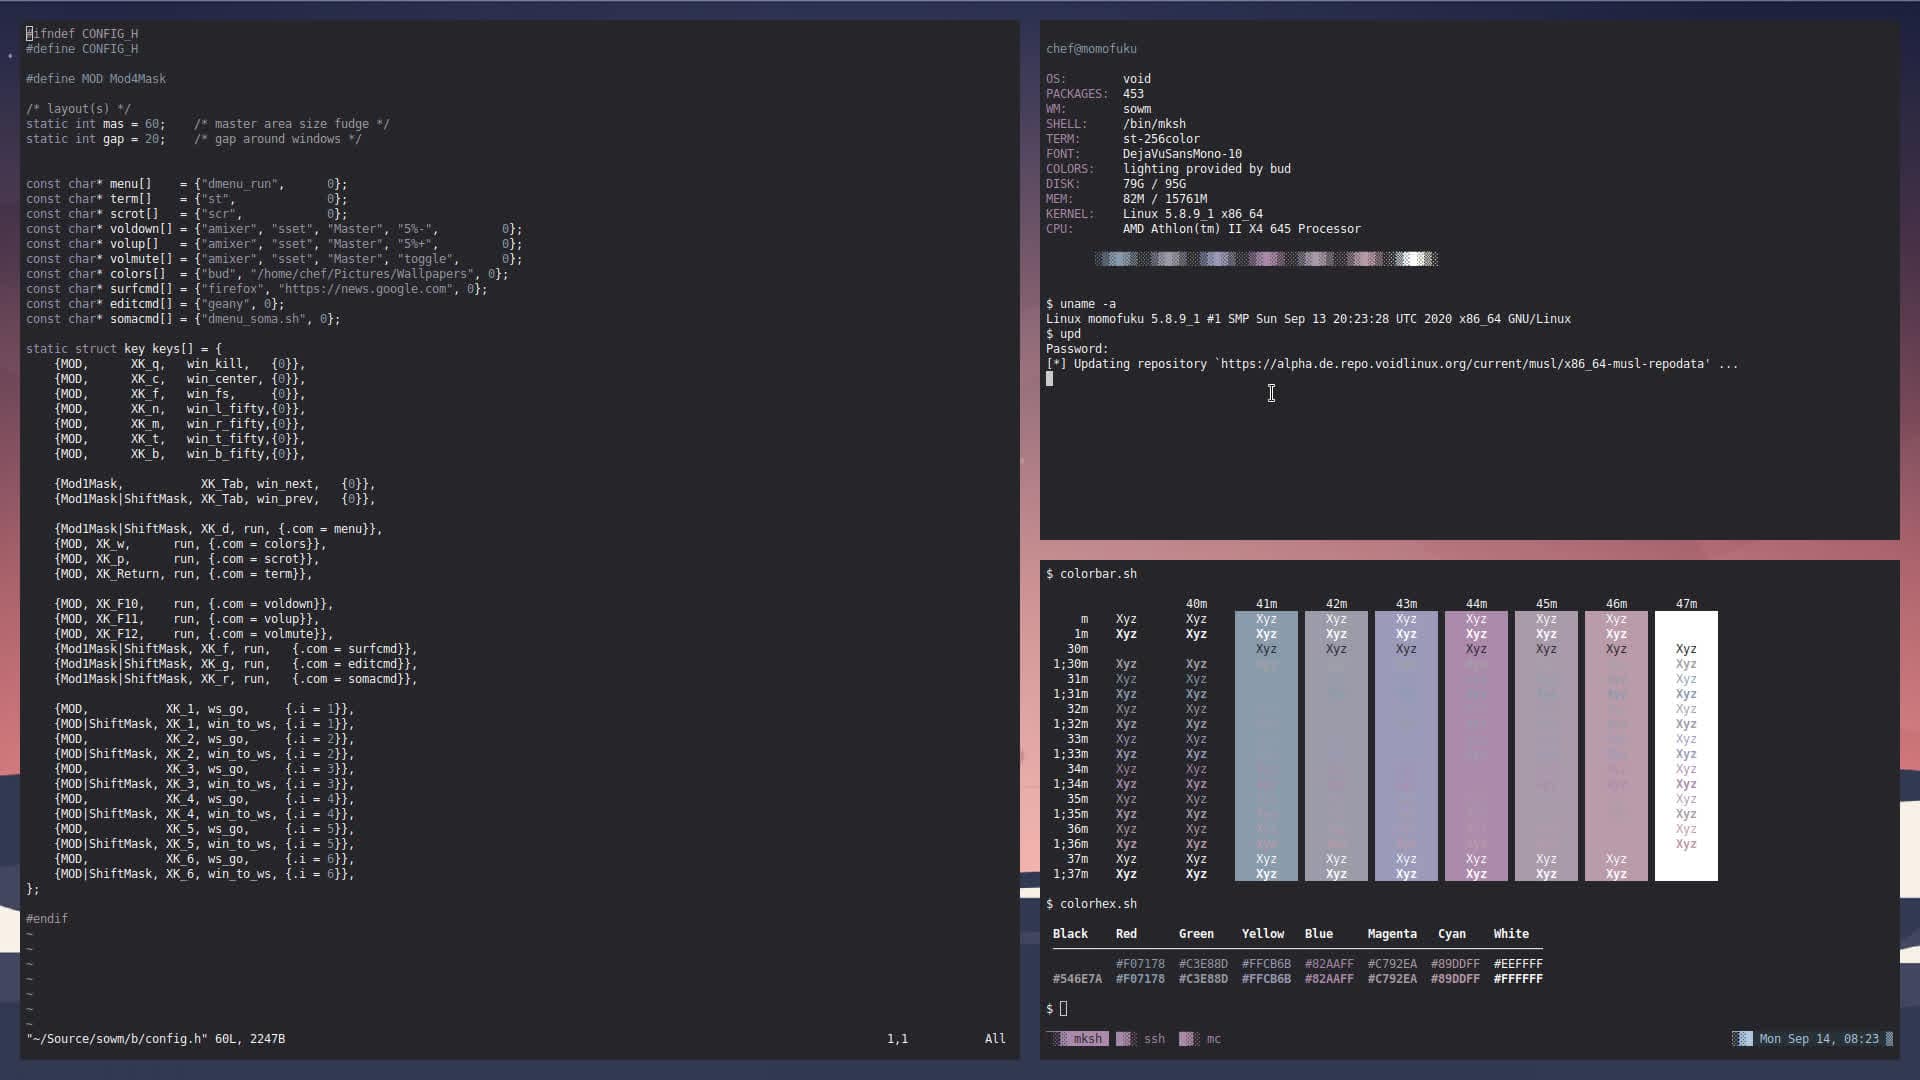 #ifndef CONFIG_H
#define CONFIG_H
#define MOD Mod4Mask
/* layout(s) */
static int mas = 60;    /* master area size fudge */
static int gap = 20;    /* gap around windows */
const char* menu[]    = {"dmenu_run",      0};
const char* term[]    = {"st",             0};
const char* scrot[]   = {"scr",            0};
const char* voldown[] = {"amixer", "sset", "Master", "5%-",         0};
const char* volup[]   = {"amixer", "sset", "Master", "5%+",          0};
const char* volmute[] = {"amixer", "sset", "Master", "toggle",      0};
const char* colors[]  = {"bud", "/home/chef/Pictures/Wallpapers", 0};
const char* surfcmd[] = {"firefox", "https://news.google.com", 0};
const char* editcmd[] = {"geany", 0};
const char* somacmd[] = {"dmenu_soma.sh", 0};
static struct key keys[] = {
    {MOD,      XK_q,   win_kill,   {0}},
    {MOD,      XK_c,   win_center, {0}},
    {MOD,      XK_f,   win_fs,     {0}},
    {MOD,      XK_n,   win_l_fifty,{0}},
    {MOD,      XK_m,   win_r_fifty,{0}},
    {MOD,      XK_t,   win_t_fifty,{0}},
    {MOD,      XK_b,   win_b_fifty,{0}},
    {Mod1Mask,           XK_Tab, win_next,   {0}},
    {Mod1Mask|ShiftMask, XK_Tab, win_prev,   {0}},
    {Mod1Mask|ShiftMask, XK_d, run, {.com = menu}},
    {MOD, XK_w,      run, {.com = colors}},
    {MOD, XK_p,      run, {.com = scrot}},
    {MOD, XK_Return, run, {.com = term}},
    {MOD, XK_F10,    run, {.com = voldown}},
    {MOD, XK_F11,    run, {.com = volup}},
    {MOD, XK_F12,    run, {.com = volmute}},
    {Mod1Mask|ShiftMask, XK_f, run,   {.com = surfcmd}},
    {Mod1Mask|ShiftMask, XK_g, run,   {.com = editcmd}},
    {Mod1Mask|ShiftMask, XK_r, run,   {.com = somacmd}},
    {MOD,           XK_1, ws_go,     {.i = 1}},
    {MOD|ShiftMask, XK_1, win_to_ws, {.i = 1}},
    {MOD,           XK_2, ws_go,     {.i = 2}},
    {MOD|ShiftMask, XK_2, win_to_ws, {.i = 2}},
    {MOD,           XK_3, ws_go,     {.i = 3}},
    {MOD|ShiftMask, XK_3, win_to_ws, {.i = 3}},
    {MOD,           XK_4, ws_go,     {.i = 4}},
    {MOD|ShiftMask, XK_4, win_to_ws, {.i = 4}},
    {MOD,           XK_5, ws_go,     {.i = 5}},
    {MOD|ShiftMask, XK_5, win_to_ws, {.i = 5}},
    {MOD,           XK_6, ws_go,     {.i = 6}},
    {MOD|ShiftMask, XK_6, win_to_ws, {.i = 6}},
};
#endif
~
~
~
~
~
~
~
"~/Source/sowm/b/config.h" 60L, 2247B    1,1    All
chef@momofuku
OS:        void
PACKAGES:  453
WM:        sowm
SHELL:     /bin/mksh
TERM:      st-256color
FONT:      DejaVuSansMono-10
COLORS:    lighting provided by bud
DISK:      79G / 95G
MEM:       82M / 15761M
KERNEL:    Linux 5.8.9_1 x86_64
CPU:       AMD Athlon(tm) II X4 645 Processor
$ uname -a
Linux momofuku 5.8.9_1 #1 SMP Sun Sep 13 20:23:28 UTC 2020 x86_64 GNU/Linux
$ upd
Password:
[*] Updating repository `https://alpha.de.repo.voidlinux.org/current/musl/x86_64-musl-repodata' ...
$ colorbar.sh
40m 41m 42m 43m 44m 45m 46m 47m
m Xyz Xyz Xyz Xyz Xyz Xyz Xyz Xyz
1m Xyz Xyz Xyz Xyz Xyz Xyz Xyz Xyz
30m Xyz Xyz Xyz Xyz Xyz Xyz Xyz
1;30m Xyz Xyz Xyz
31m Xyz Xyz Xyz
1;31m Xyz Xyz Xyz
32m Xyz Xyz Xyz
1;32m Xyz Xyz Xyz
33m Xyz Xyz Xyz
1;33m Xyz Xyz Xyz
34m Xyz Xyz Xyz
1;34m Xyz Xyz Xyz
35m Xyz Xyz Xyz
1;35m Xyz Xyz Xyz
36m Xyz Xyz Xyz
1;36m Xyz Xyz Xyz
37m Xyz Xyz Xyz Xyz Xyz Xyz Xyz Xyz
1;37m Xyz Xyz Xyz Xyz Xyz Xyz Xyz Xyz
$ colorhex.sh
Black Red Green Yellow Blue Magenta Cyan White
#F07178 #C3E88D #FFCB6B #82AAFF #C792EA #89DDFF #EEFFFF
#546E7A #F07178 #C3E88D #FFCB6B #82AAFF #C792EA #89DDFF #FFFFFF
$
mksh ssh mc Mon Sep 14, 08:23